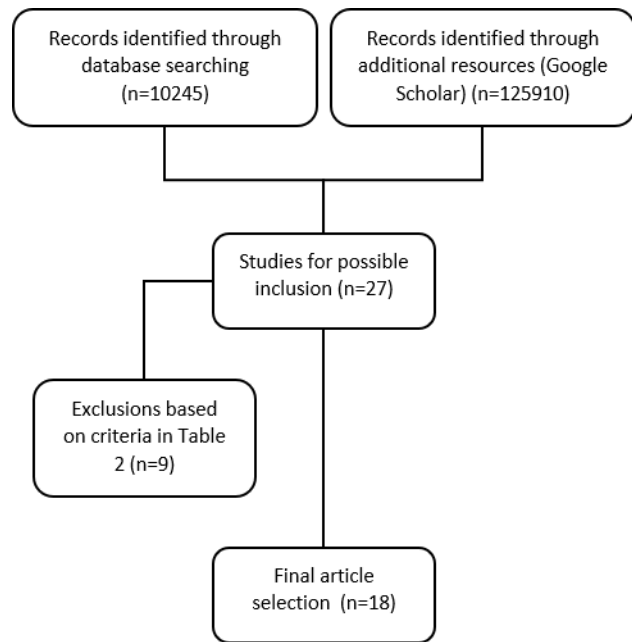 Records identified through
database searching
(n=10245)
Records identified through
additional resources (Google
Scholar) (n=125910)
Studies for possible
inclusion (n=27)
Exclusions based
on criteria in Table
2 (n=9)
Final article
selection (n=18)